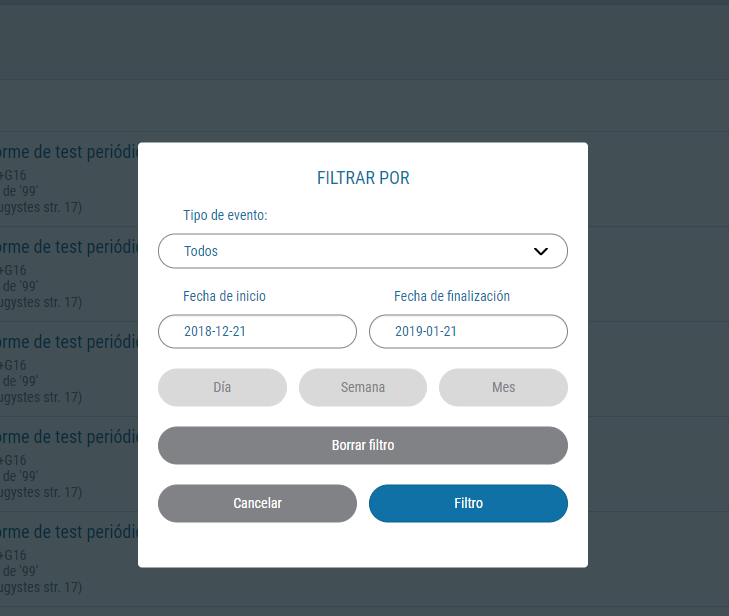 FILTRAR POR
Tipo de evento:
Todos
Fecha de inicio Fecha de finalización
2018-12-21 2019-01-21
Día Semana Mes
Borrar filtro
Cancelar Filtro
orme de test periódic
+G16
de '99'
ugystes str. 17)
orme de test periódic
+G16
de '99'
ugystes str. 17)
orme de test periódic
+G16
de '99'
ugystes str. 17)
orme de test periódic
+G16
de '99'
ugystes str. 17)
orme de test periódic
+G16
de '99'
ugystes str. 17)